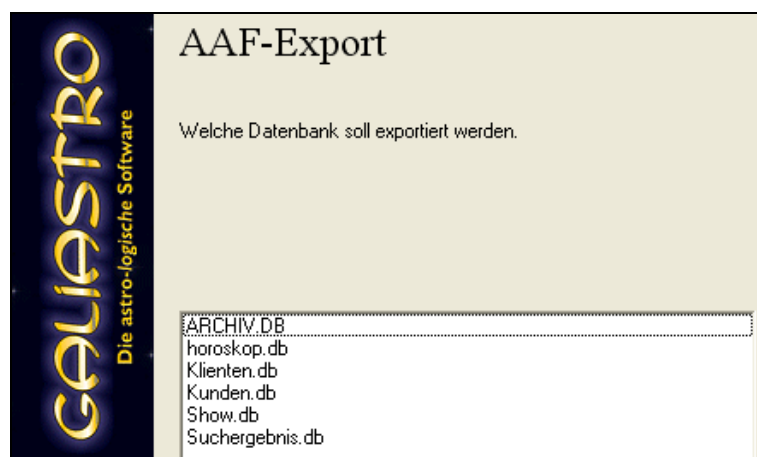 GALIASTRO
Die astro-logische Software
AAF-Export
Welche Datenbank soll exportiert werden.
ARCHIV.DB
horoskop.db
Klienten.db
Kunden.db
Show.db
Suchergebnis.db